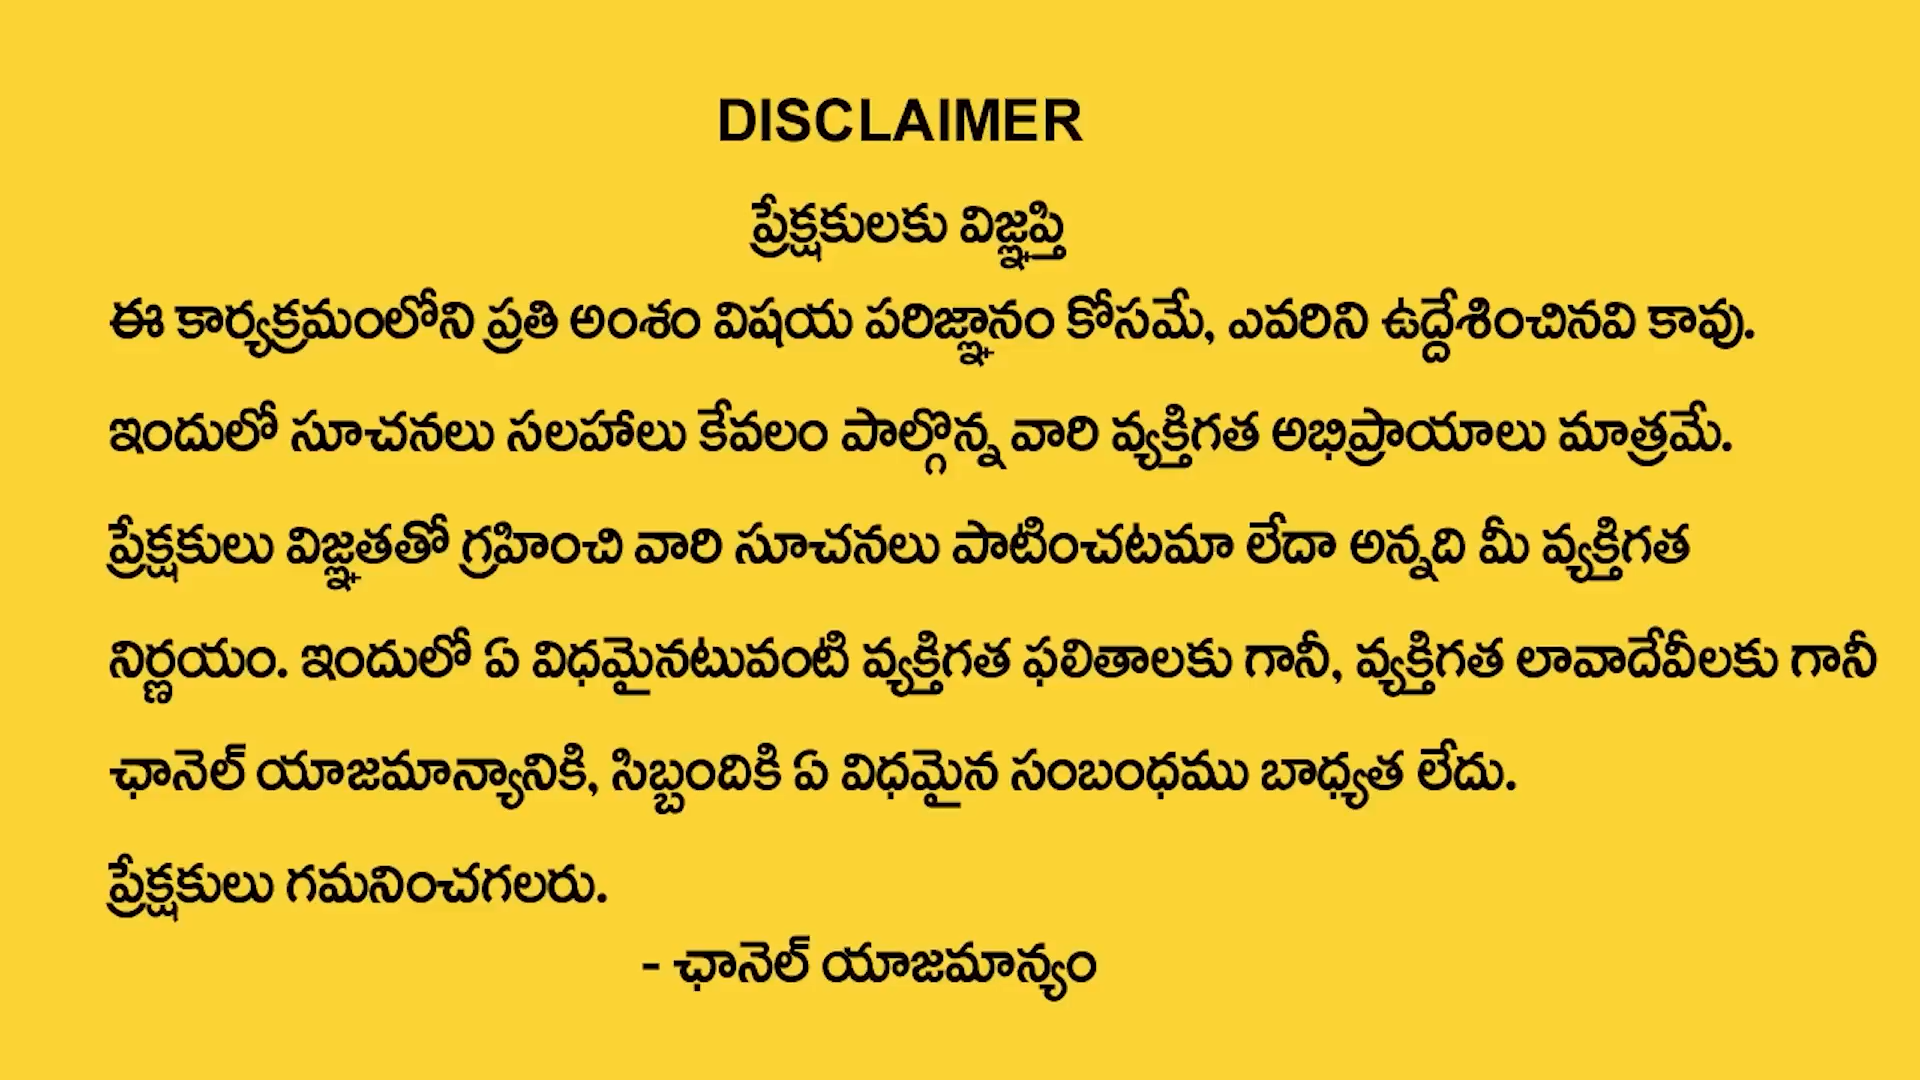 DISCLAIMER
ప్రేక్షకులకు విజ్ఞప్తి
ఈ కార్యక్రమంలోని ప్రతి అంశం విషయ పరిజ్ఞానం కోసమే, ఎవరిని ఉద్దేశించినవి కావు.
ఇందులో సూచనలు సలహాలు కేవలం పాల్గొన్న వారి వ్యక్తిగత అభిప్రాయాలు మాత్రమే.
ప్రేక్షకులు విజ్ఞతతో గ్రహించి వారి సూచనలు పాటించటమా లేదా అన్నది మీ వ్యక్తిగత
నిర్ణయం. ఇందులో ఏ విధమైనటువంటి వ్యక్తిగత ఫలితాలకు గానీ, వ్యక్తిగత లావాదేవీలకు గానీ
ఛానెల్ యాజమాన్యానికి, సిబ్బందికి ఏ విధమైన సంబంధము బాధ్యత లేదు.
ప్రేక్షకులు గమనించగలరు.
- ఛానెల్ యాజమాన్యం